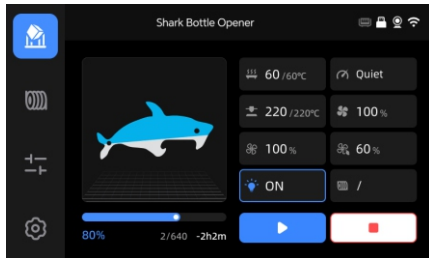 Shark Bottle Opener
60 /60°C
Quiet
220 /220°C
100 %
100 %
60 %
ON
/
80%
2/640 -2h2m